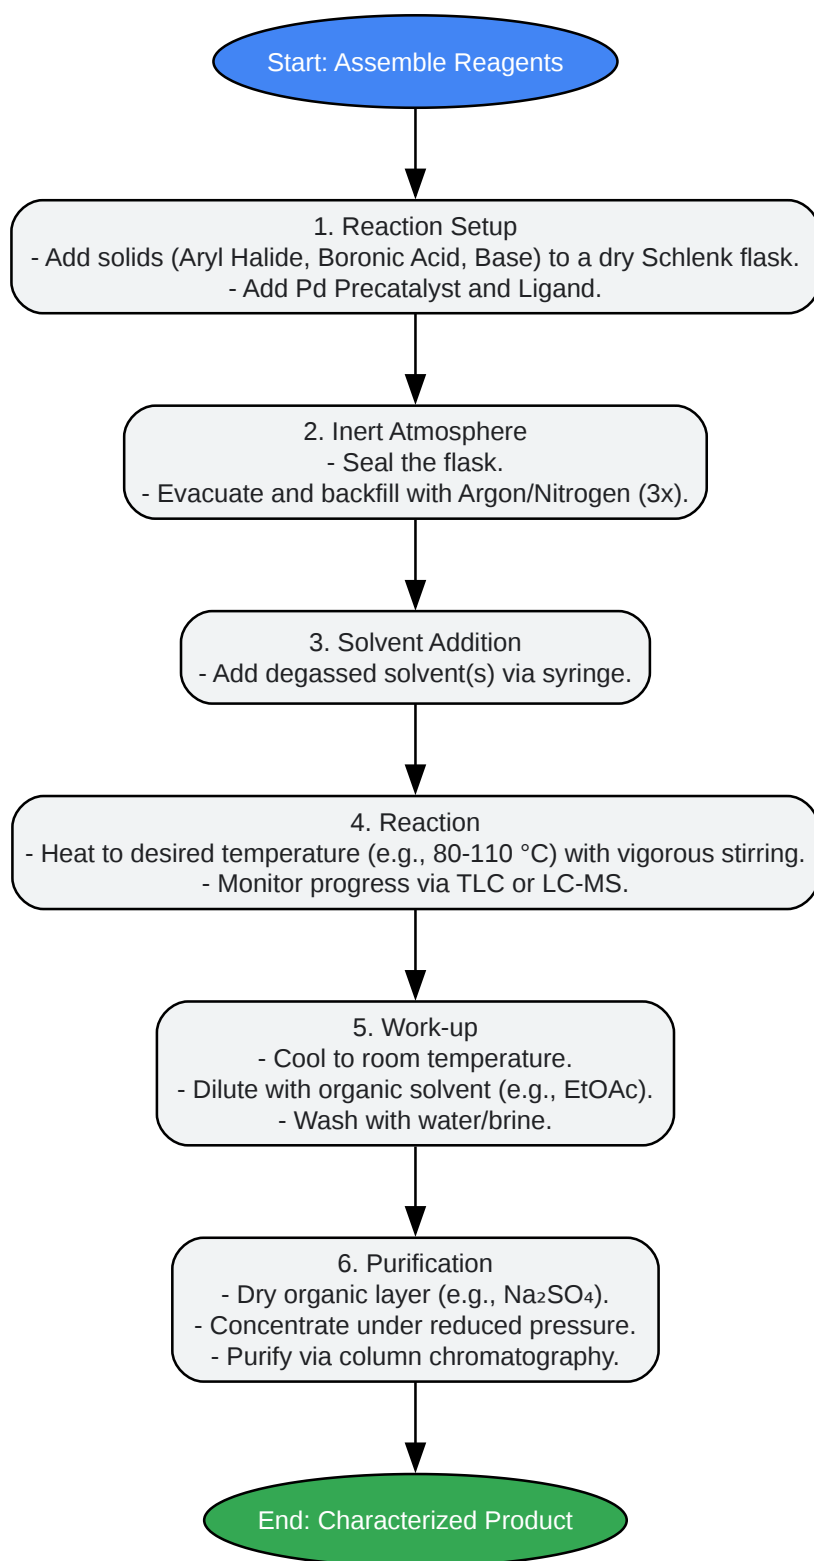 Start: Assemble Reagents
1. Reaction Setup
- Add solids (Aryl Halide, Boronic Acid, Base) to a dry Schlenk flask.
- Add Pd Precatalyst and Ligand.
2. Inert Atmosphere
- Seal the flask.
- Evacuate and backfill with Argon/Nitrogen (3x).
3. Solvent Addition
- Add degassed solvent(s) via syringe.
4. Reaction
- Heat to desired temperature (e.g., 80-110 °C) with vigorous stirring.
- Monitor progress via TLC or LC-MS.
5. Work-up
- Cool to room temperature.
- Dilute with organic solvent (e.g., EtOAc).
- Wash with water/brine.
6. Purification
- Dry organic layer (e.g., Na₂SO₄).
- Concentrate under reduced pressure.
- Purify via column chromatography.
End: Characterized Product